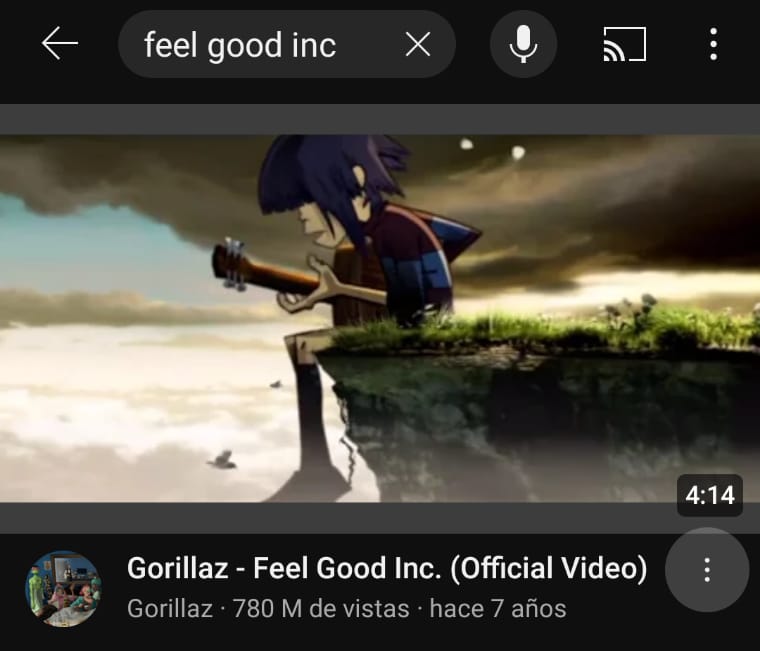 feel good inc
4:14
Gorillaz - Feel Good Inc. (Official Video)
Gorillaz · 780 M de vistas · hace 7 años